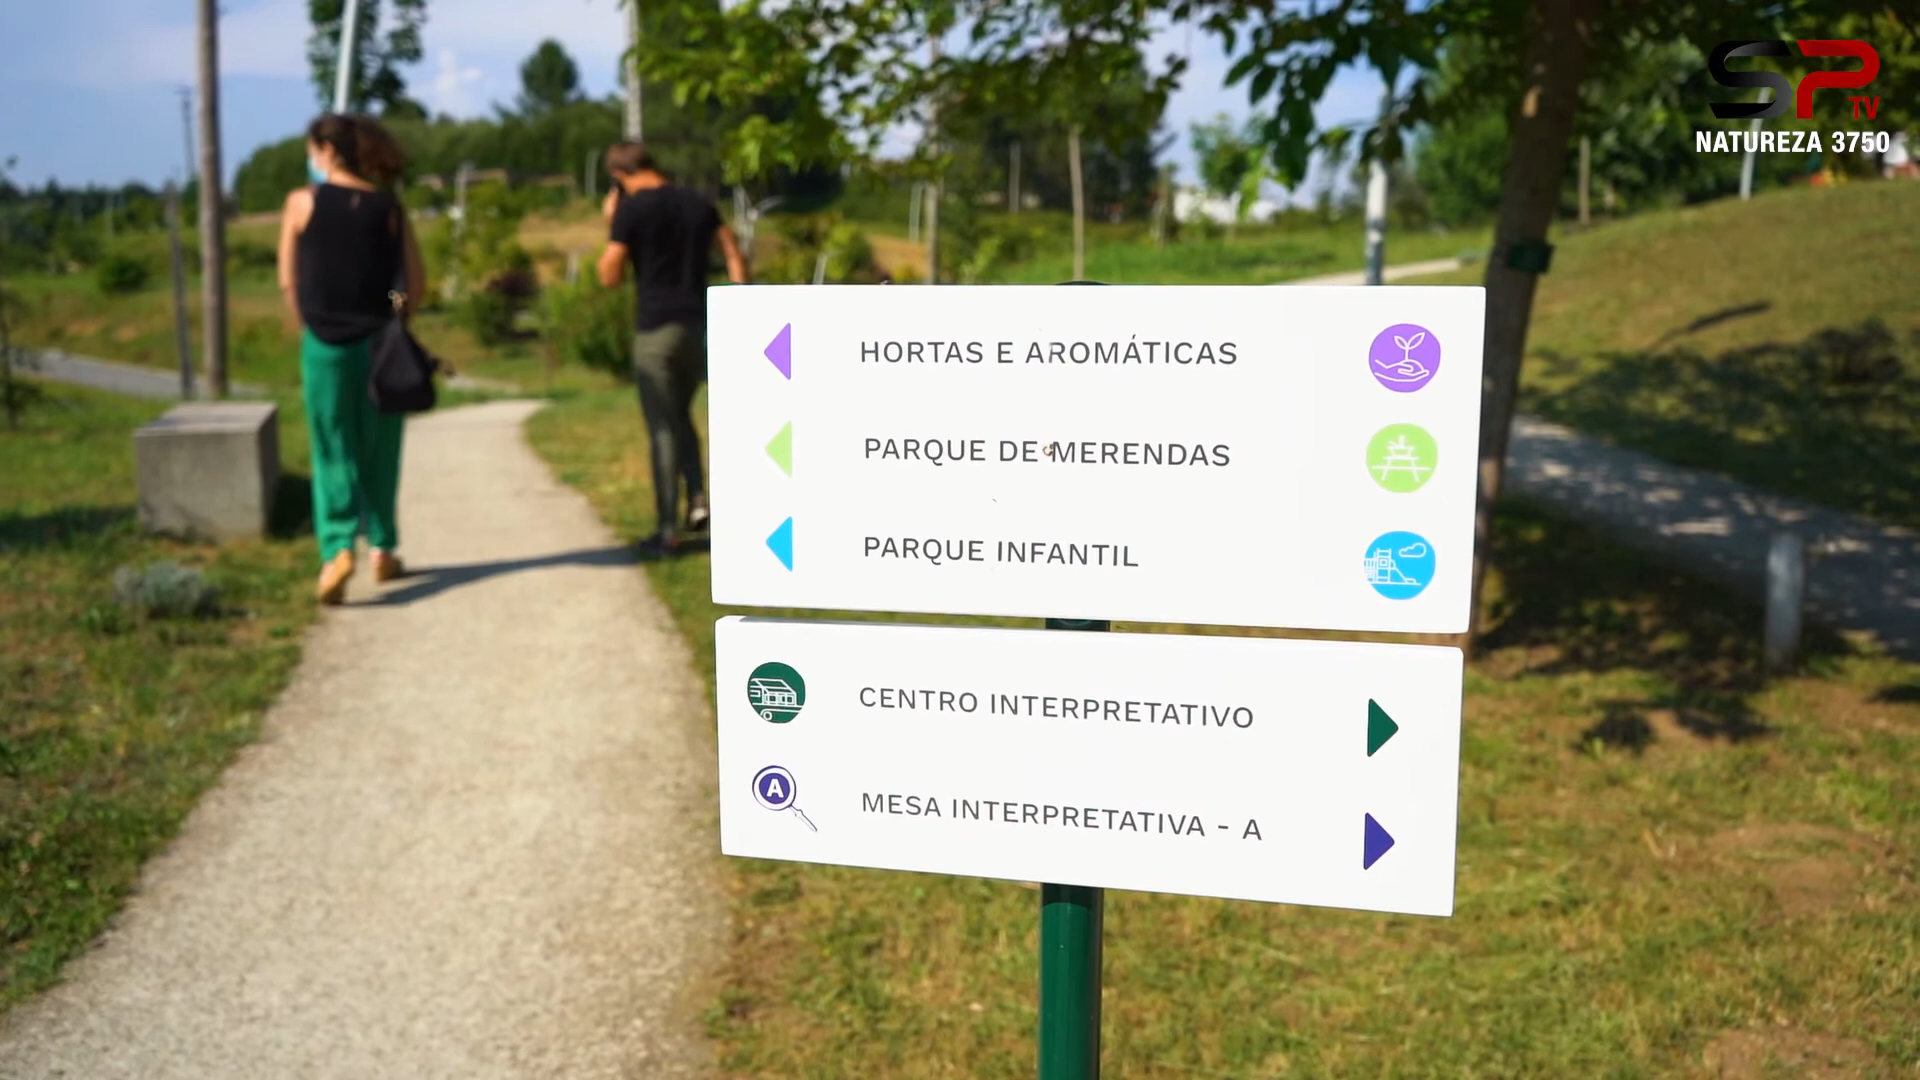 SP
TV
NATUREZA 3750
HORTAS E AROMÁTICAS
PARQUE DE MERENDAS
PARQUE INFANTIL
CENTRO INTERPRETATIVO
A
MESA INTERPRETATIVA - A